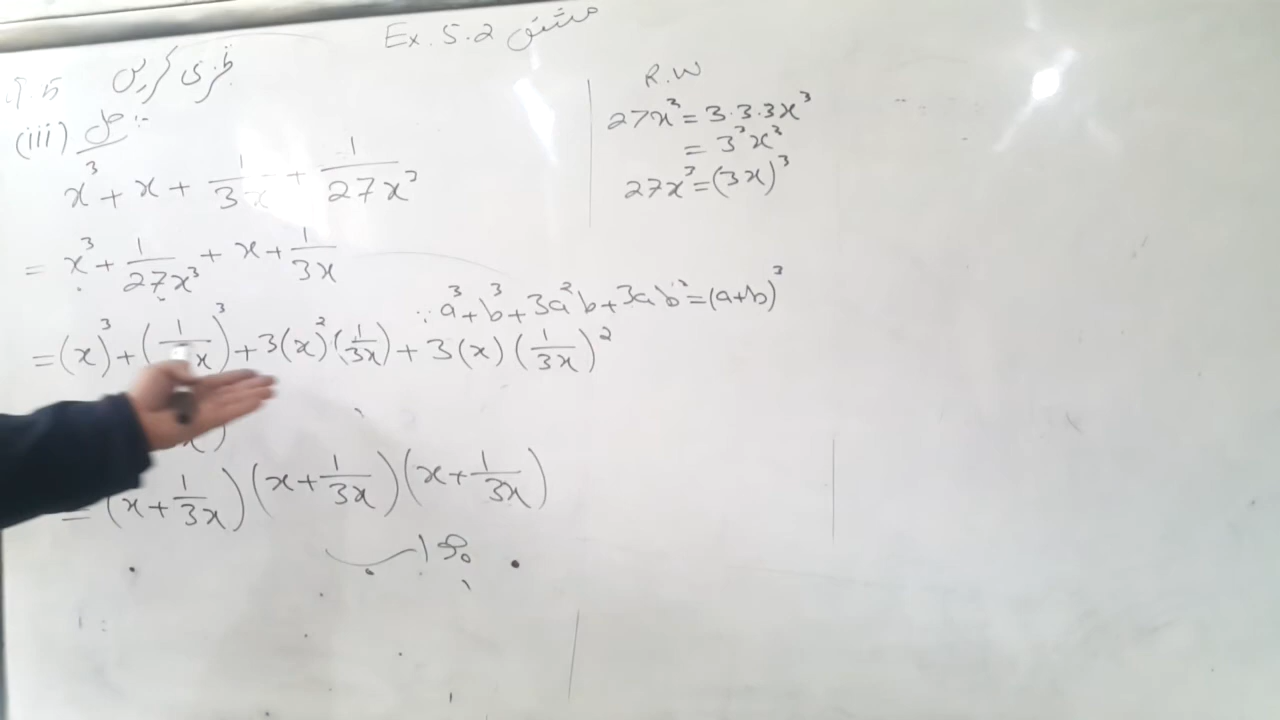 Ex. 5.2 مشق
تجزی کریں
(iii) حل :-
x³ + x + 1/3x + 1/27x³
= x³ + 1/27x³ + x + 1/3x
∵ a³ + b³ + 3a²b + 3ab² = (a+b)³
= (x)³ + (1/3x)³ + 3(x)²(1/3x) + 3(x)(1/3x)²
= (x + 1/3x)(x + 1/3x)(x + 1/3x)
جواب
R.W
27x³ = 3.3.3x³
= 3³x³
27x³ = (3x)³